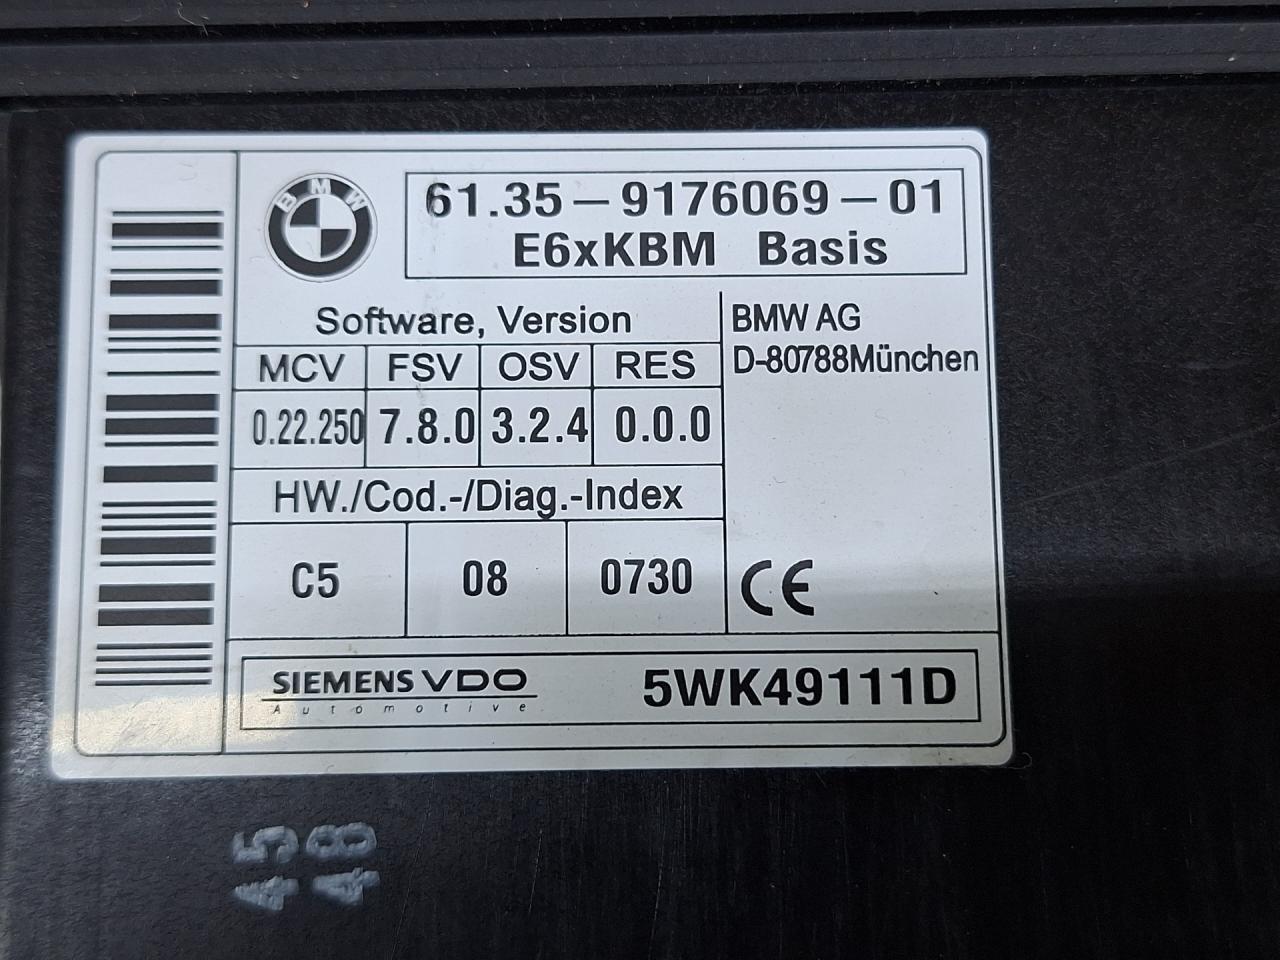 BMW
61.35-9176069-01
E6xKBM Basis
Software, Version
MCV FSV OSV RES
0.22.250 7.8.0 3.2.4 0.0.0
BMW AG
D-80788München
HW./Cod.-/Diag.-Index
C5 08 0730
CE
SIEMENS VDO
Automotive
5WK49111D
45
48